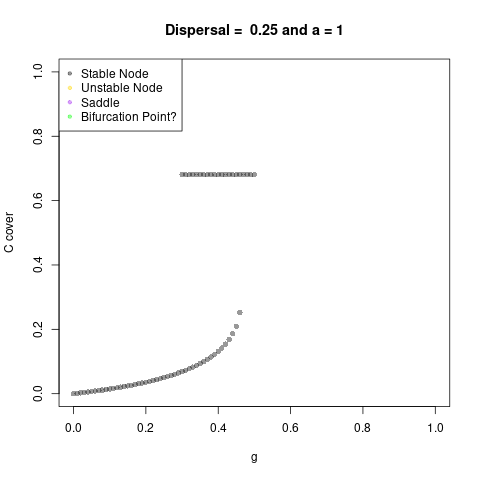 Dispersal = 0.25 and a = 1
Stable Node
Unstable Node
Saddle
Bifurcation Point?
C cover
1.0
0.8
0.6
0.4
0.2
0.0
0.0 0.2 0.4 0.6 0.8 1.0
g